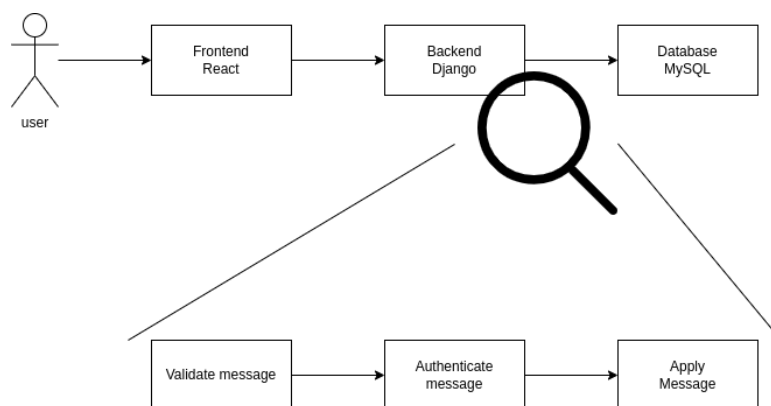 Frontend
React
Backend
Django
Database
MySQL
user
Validate message
Authenticate
message
Apply
Message